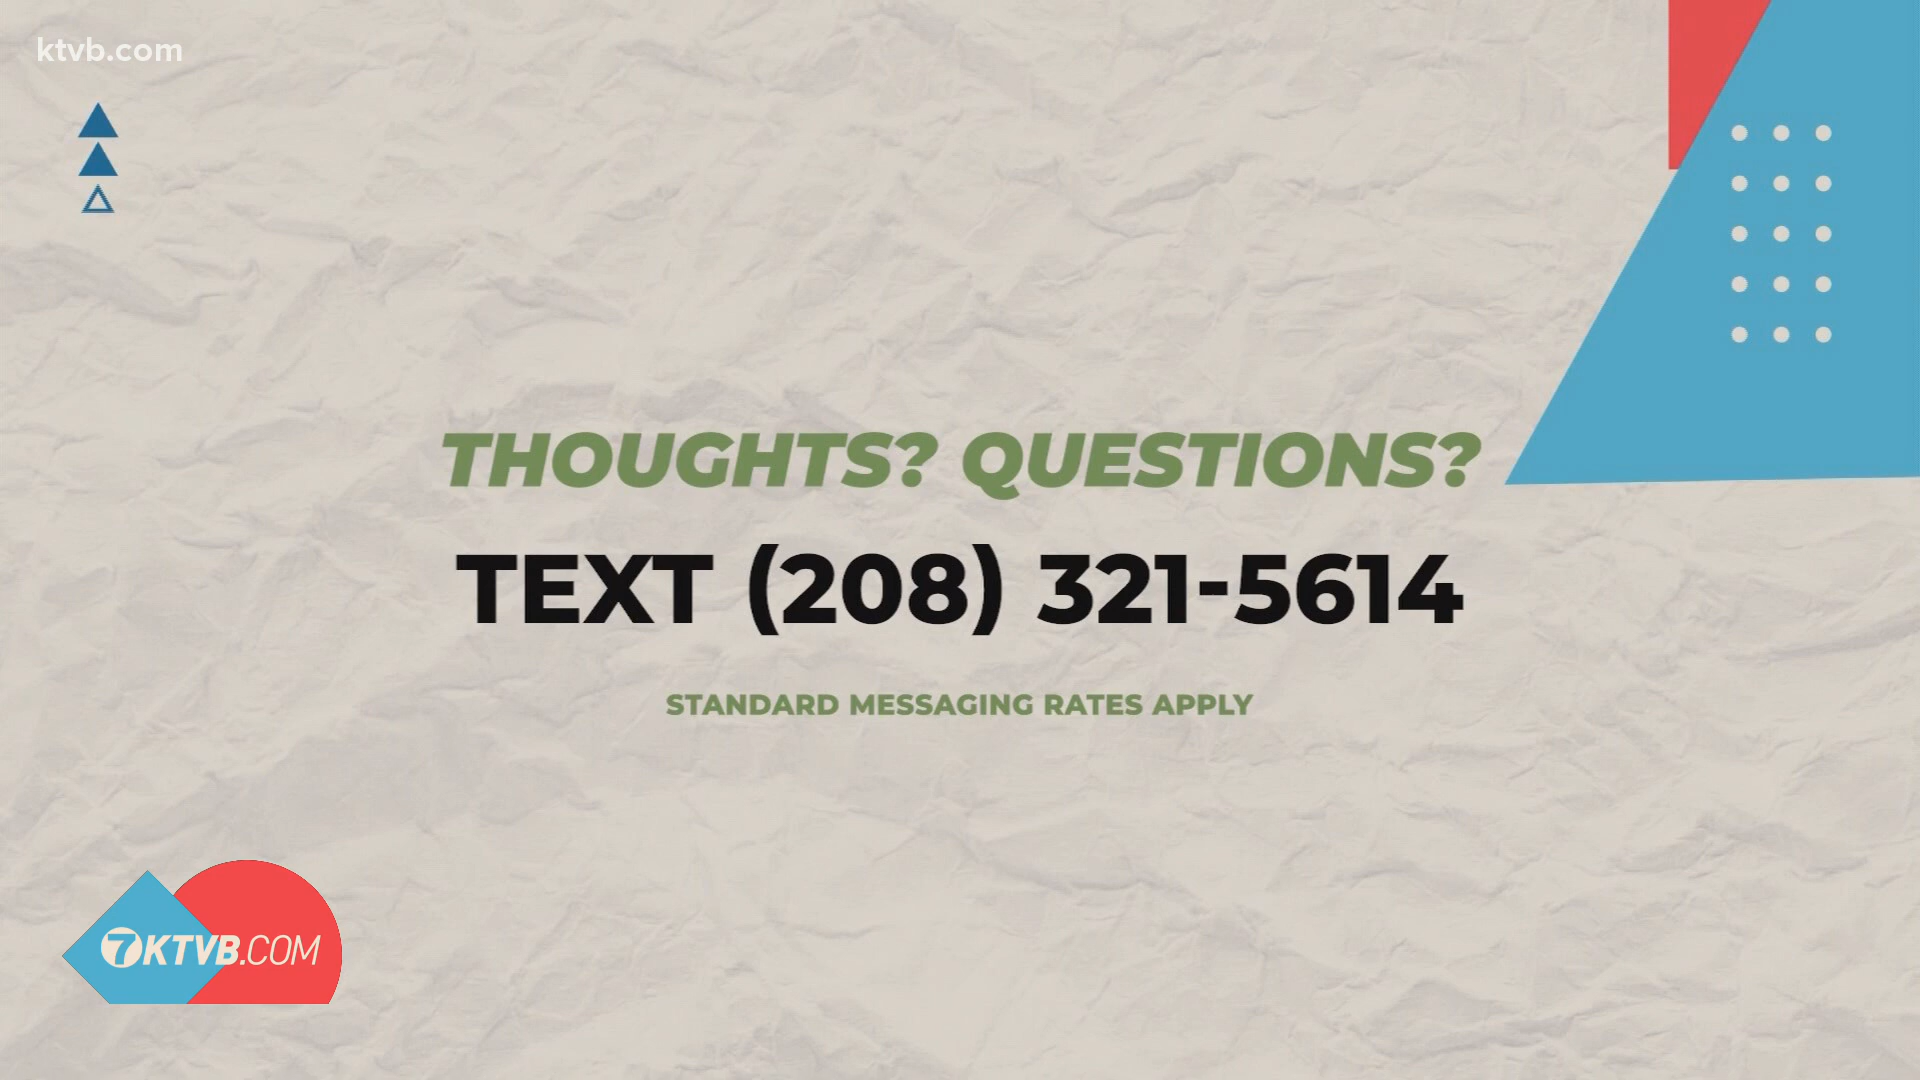 ktvb.com
THOUGHTS? QUESTIONS?
TEXT (208) 321-5614
STANDARD MESSAGING RATES APPLY
7KTVB.COM